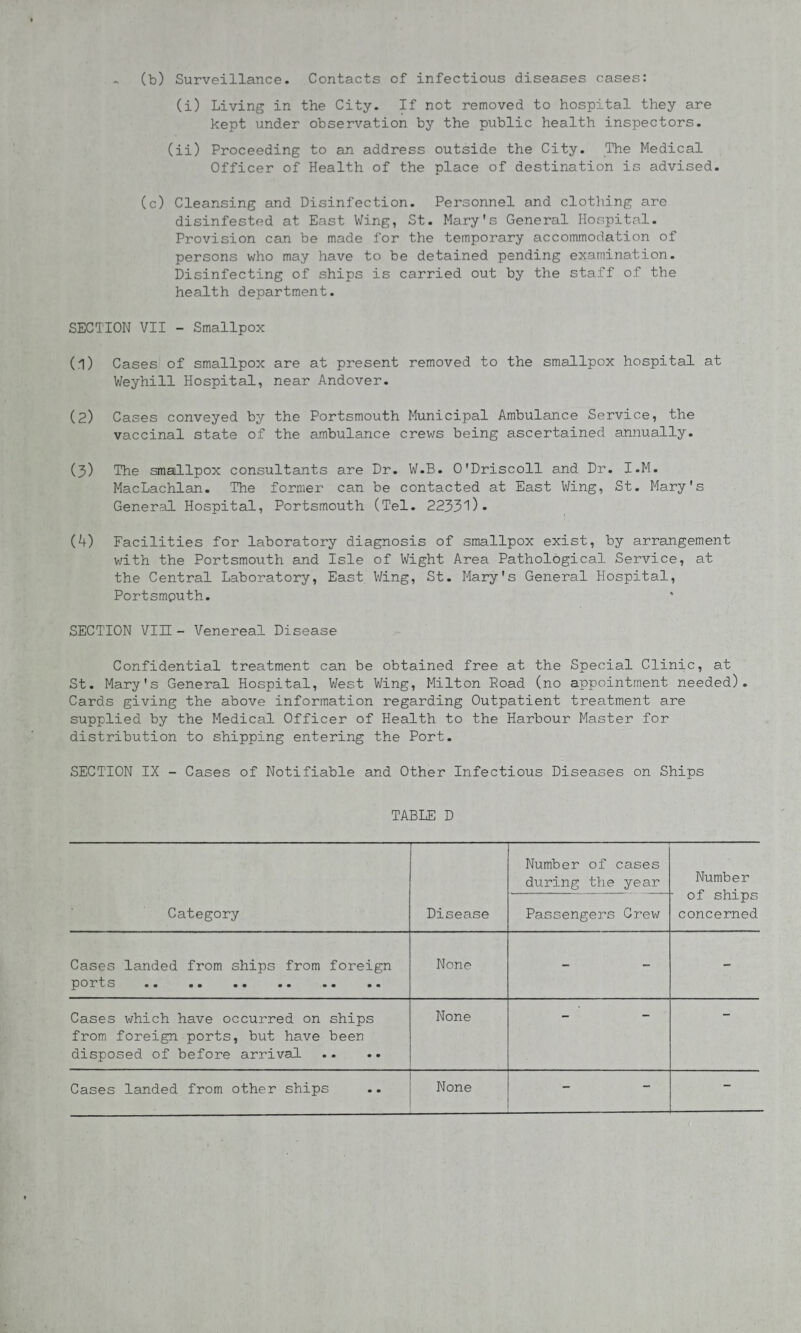 (b) Surveillance. Contacts of infectious diseases cases:
(i) Living in the City. If not removed to hospital they are
kept under observation by the public health inspectors.
(ii) Proceeding to an address outside the City. The Medical
Officer of Health of the place of destination is advised.
(c) Cleansing and Disinfection. Personnel and clothing are
disinfested at East Wing, St. Mary's General Hospital.
Provision can be made for the temporary accommodation of
persons who may have to be detained pending examination.
Disinfecting of ships is carried out by the staff of the
health department.
SECTION VII - Smallpox
(1) Cases of smallpox are at present removed to the smallpox hospital at
Weyhill Hospital, near Andover.
(2) Cases conveyed by the Portsmouth Municipal Ambulance Service, the
vaccinal state of the ambulance crews being ascertained annually.
(3) The smallpox consultants are Dr. W.B. O'Driscoll and Dr. I.M.
MacLachlan. The former can be contacted at East Wing, St. Mary's
General Hospital, Portsmouth (Tel. 22331).
(4) Facilities for laboratory diagnosis of smallpox exist, by arrangement
with the Portsmouth and Isle of Wight Area Pathological Service, at
the Central Laboratory, East Wing, St. Mary's General Hospital,
Portsmouth.
SECTION VIII - Venereal Disease
Confidential treatment can be obtained free at the Special Clinic, at
St. Mary's General Hospital, West Wing, Milton Road (no appointment needed).
Cards giving the above information regarding Outpatient treatment are
supplied by the Medical Officer of Health to the Harbour Master for
distribution to shipping entering the Port.
SECTION IX - Cases of Notifiable and Other Infectious Diseases on Ships
TABLE D
Category Disease Number of cases
during the year
Passengers Crew Number
of ships
concerned
Cases landed from ships from foreign
ports .. .. .. .. .. .. None - - -
Cases which have occurred on ships
from foreign ports, but have been
disposed of before arrival .. .. None - - -
Cases landed from other ships .. None - - -